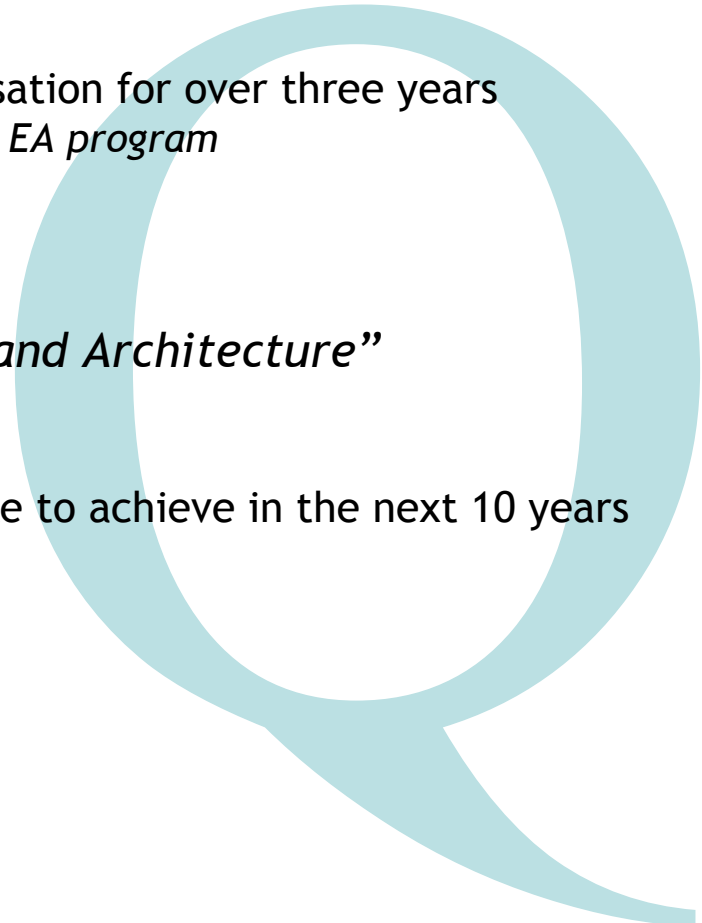 sation for over three years
EA program
and Architecture”
e to achieve in the next 10 years
Q